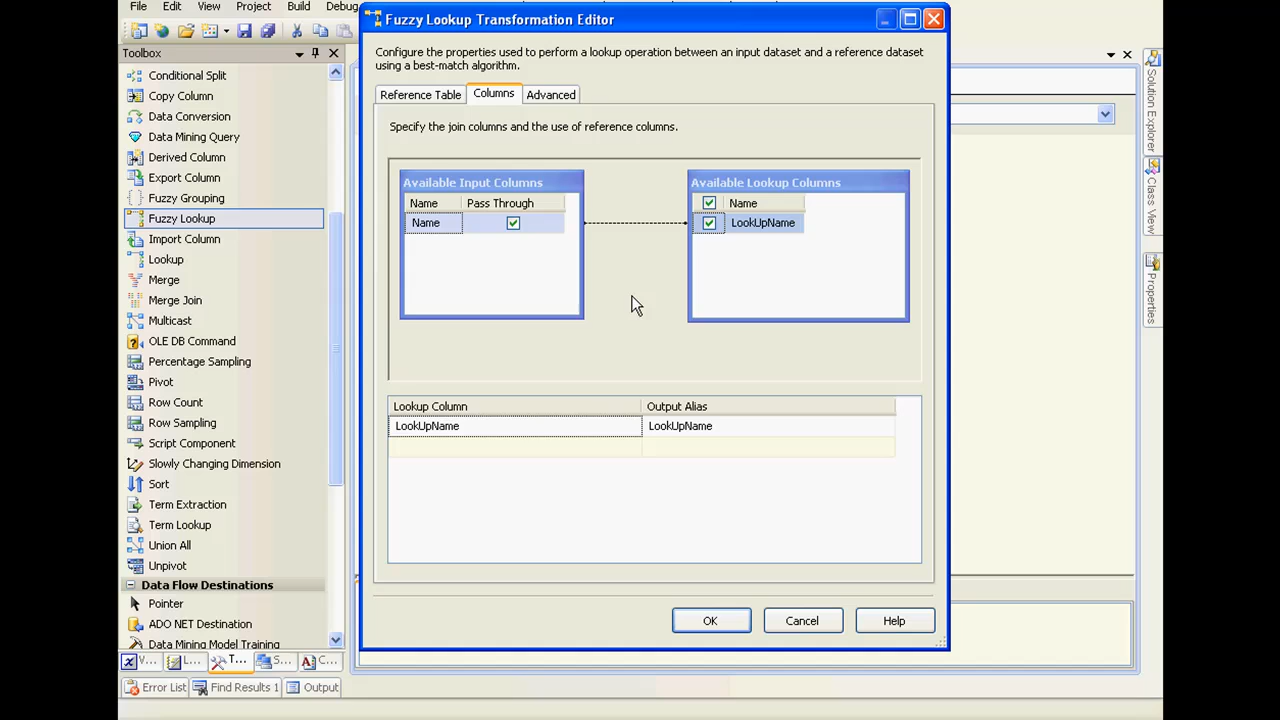 File Edit View Project Build Debug
Fuzzy Lookup Transformation Editor
Configure the properties used to perform a lookup operation between an input dataset and a reference dataset
using a best-match algorithm.
Reference Table Columns Advanced
Specify the join columns and the use of reference columns.
Available Input Columns
Name Pass Through
Name
Available Lookup Columns
Name
LookUpName
Lookup Column Output Alias
LookUpName LookUpName
OK Cancel Help
Toolbox
Conditional Split
Copy Column
Data Conversion
Data Mining Query
Derived Column
Export Column
Fuzzy Grouping
Fuzzy Lookup
Import Column
Lookup
Merge
Merge Join
Multicast
OLE DB Command
Percentage Sampling
Pivot
Row Count
Row Sampling
Script Component
Slowly Changing Dimension
Sort
Term Extraction
Term Lookup
Union All
Unpivot
Data Flow Destinations
Pointer
ADO NET Destination
Data Mining Model Training
V... L... T... S... C...
Error List Find Results 1 Output
Solution Explorer
Class View
Properties